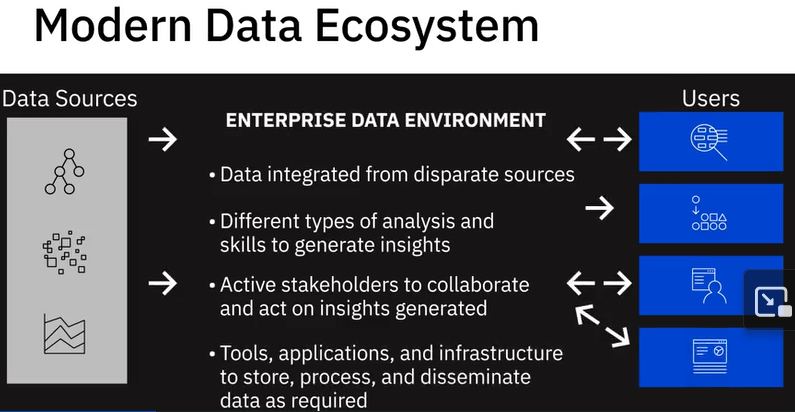 Modern Data Ecosystem
Data Sources
Users
ENTERPRISE DATA ENVIRONMENT
• Data integrated from disparate sources
• Different types of analysis and
skills to generate insights
• Active stakeholders to collaborate
and act on insights generated
• Tools, applications, and infrastructure
to store, process, and disseminate
data as required